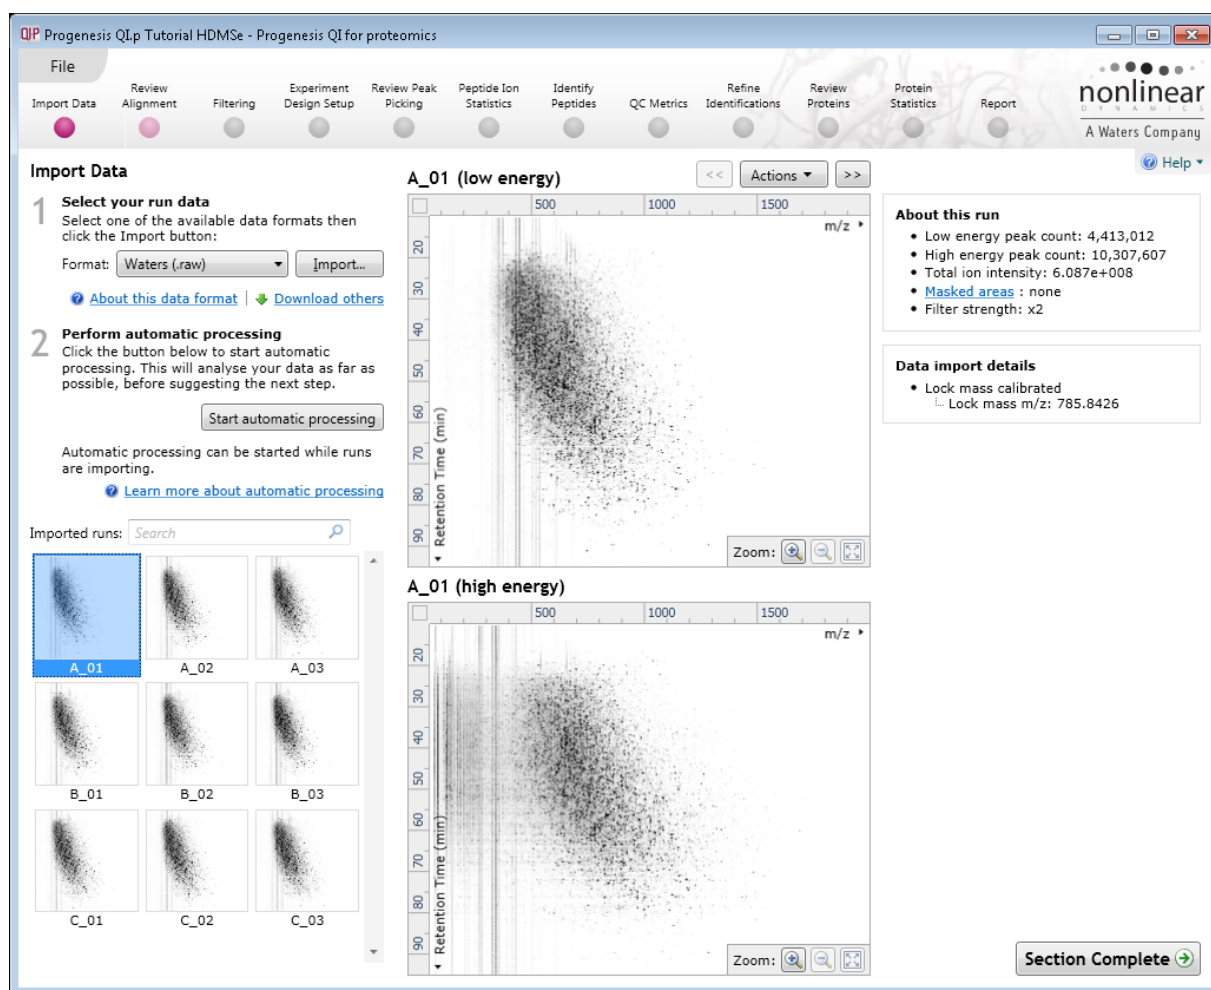 QI.P Progenesis QI.p Tutorial HDMSe - Progenesis QI for proteomics
File
Import Data
Review Alignment
Filtering
Experiment Design Setup
Review Peak Picking
Peptide Ion Statistics
Identify Peptides
QC Metrics
Refine Identifications
Review Proteins
Protein Statistics
Report
nonlinear
DYNAMICS
A Waters Company
Help
Import Data
1 Select your run data
Select one of the available data formats then
click the Import button:
Format: Waters (.raw) Import...
About this data format | Download others
2 Perform automatic processing
Click the button below to start automatic
processing. This will analyse your data as far as
possible, before suggesting the next step.
Start automatic processing
Automatic processing can be started while runs
are importing.
Learn more about automatic processing
Imported runs: Search
A_01 A_02 A_03
B_01 B_02 B_03
C_01 C_02 C_03
A_01 (low energy) << Actions >>
500 1000 1500
m/z
20
30
40
50
60
70
80
90
Retention Time (min)
Zoom:
A_01 (high energy)
500 1000 1500
m/z
20
30
40
50
60
70
80
90
Retention Time (min)
Zoom:
About this run
• Low energy peak count: 4,413,012
• High energy peak count: 10,307,607
• Total ion intensity: 6.087e+008
• Masked areas : none
• Filter strength: x2
Data import details
• Lock mass calibrated
Lock mass m/z: 785.8426
Section Complete